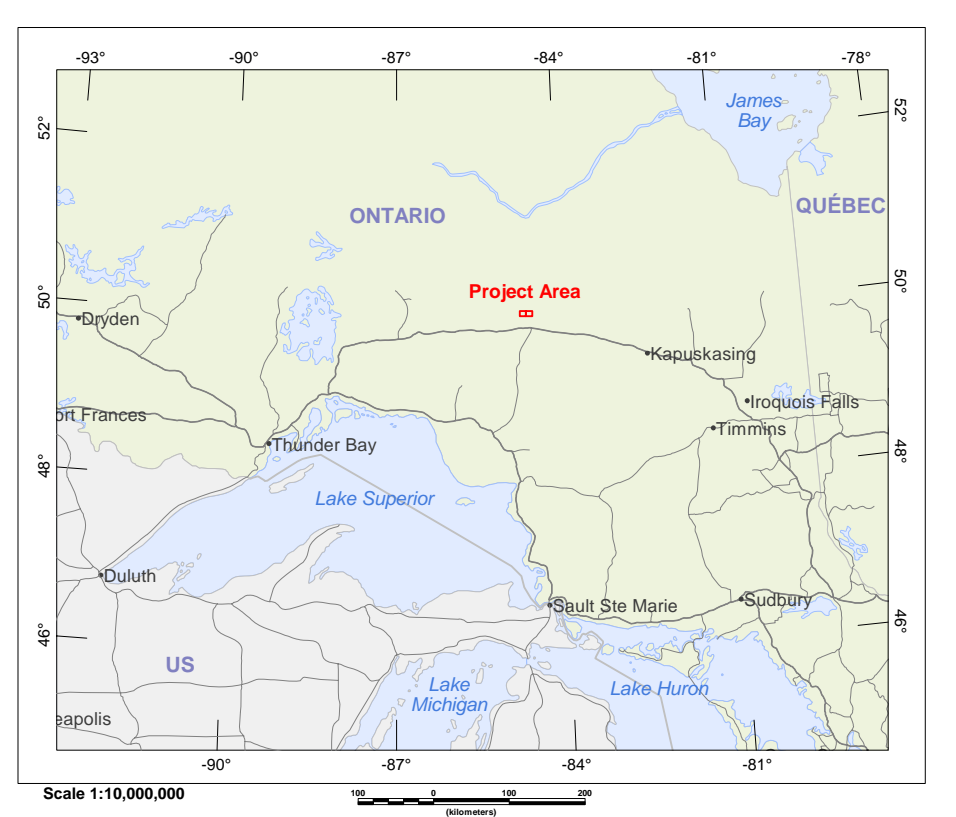 -93° -90° -87° -84° -81° -78°
James
Bay
52° 52°
ONTARIO
QUÉBEC
Project Area
50° 50°
Dryden
Kapuskasing
Iroquois Falls
ort Frances
Timmins
Thunder Bay
48° 48°
Lake Superior
Duluth
Sault Ste Marie
Sudbury
46° 46°
US
Lake
Michigan
Lake Huron
eapolis
-90° -87° -84° -81°
Scale 1:10,000,000
100 0 100 200
(kilometers)